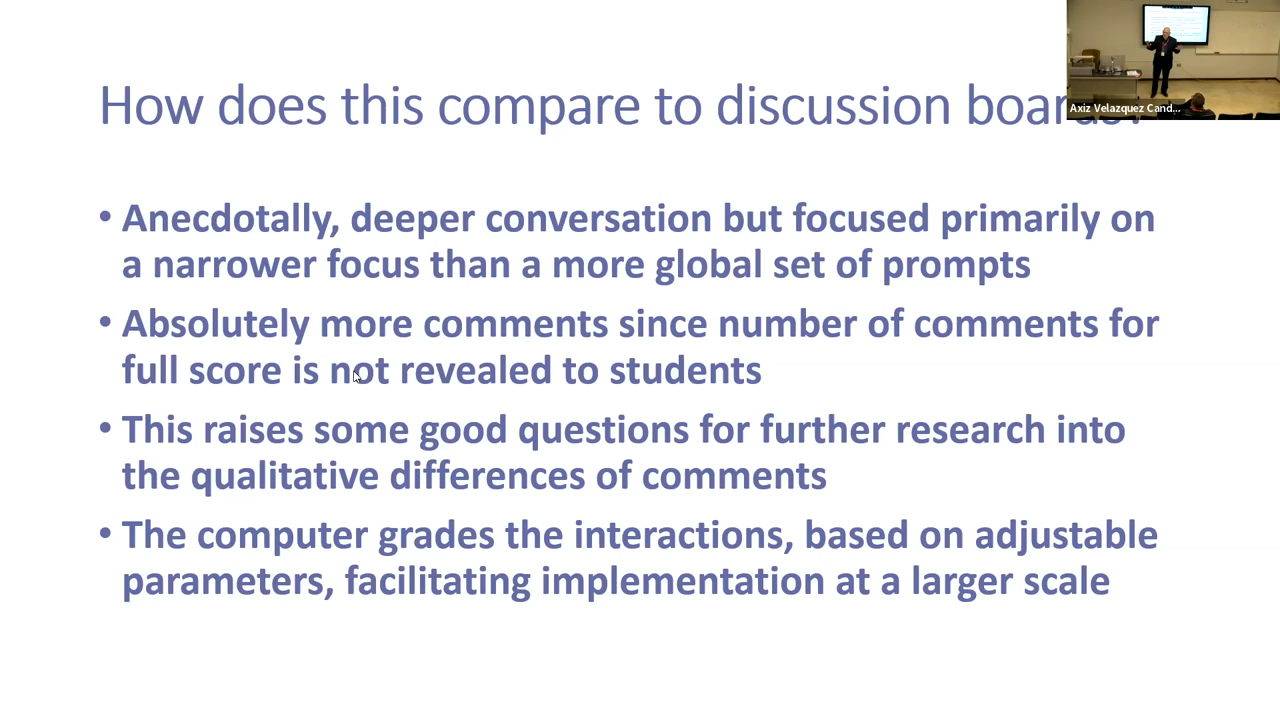 How does this compare to discussion boards?
Axiz Velazquez Cand...
• Anecdotally, deeper conversation but focused primarily on
a narrower focus than a more global set of prompts
• Absolutely more comments since number of comments for
full score is not revealed to students
• This raises some good questions for further research into
the qualitative differences of comments
• The computer grades the interactions, based on adjustable
parameters, facilitating implementation at a larger scale